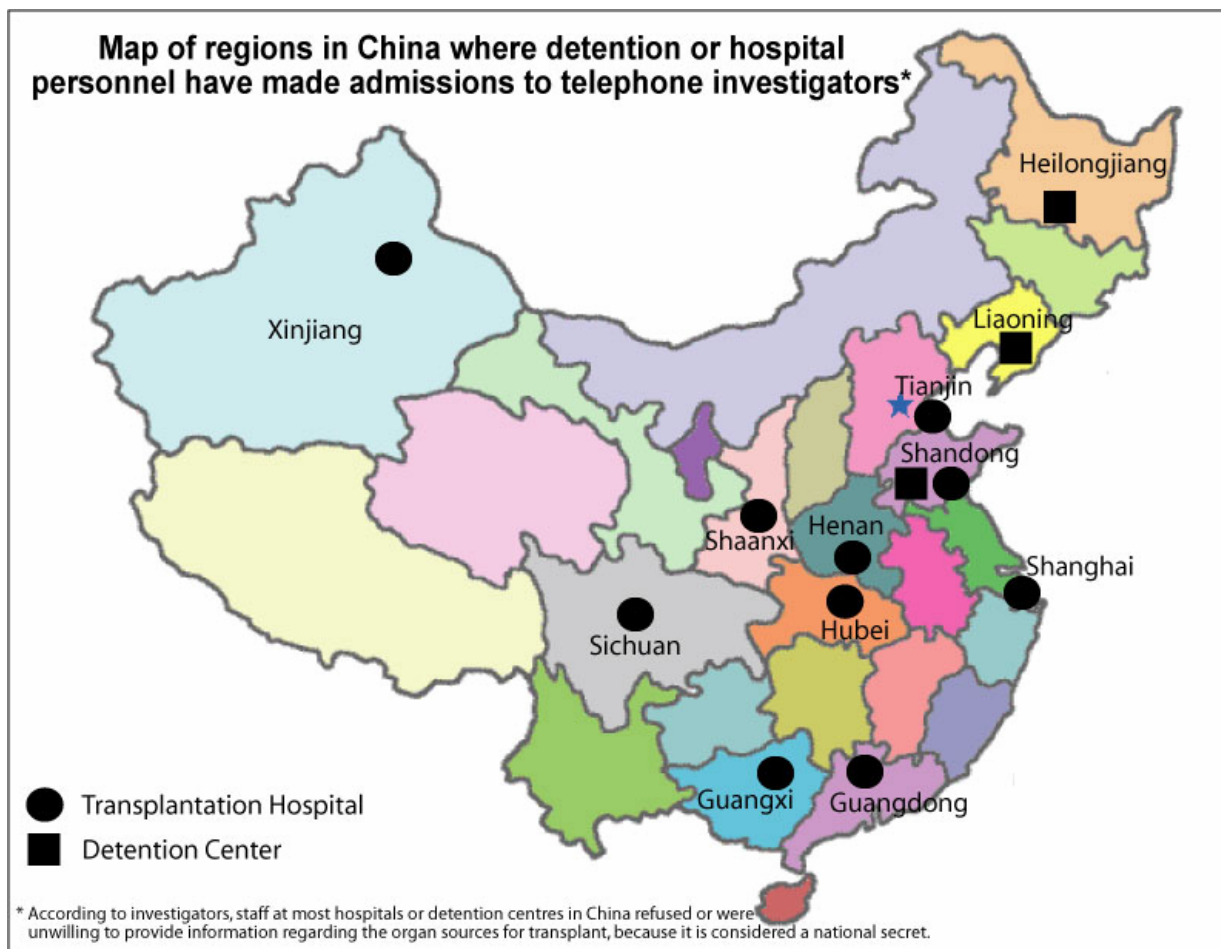 Map of regions in China where detention or hospital
personnel have made admissions to telephone investigators*
Heilongjiang
Xinjiang
Liaoning
Tianjin
Shandong
Shaanxi
Henan
Shanghai
Sichuan
Hubei
Guangxi
Guangdong
Transplantation Hospital
Detention Center
* According to investigators, staff at most hospitals or detention centres in China refused or were
unwilling to provide information regarding the organ sources for transplant, because it is considered a national secret.